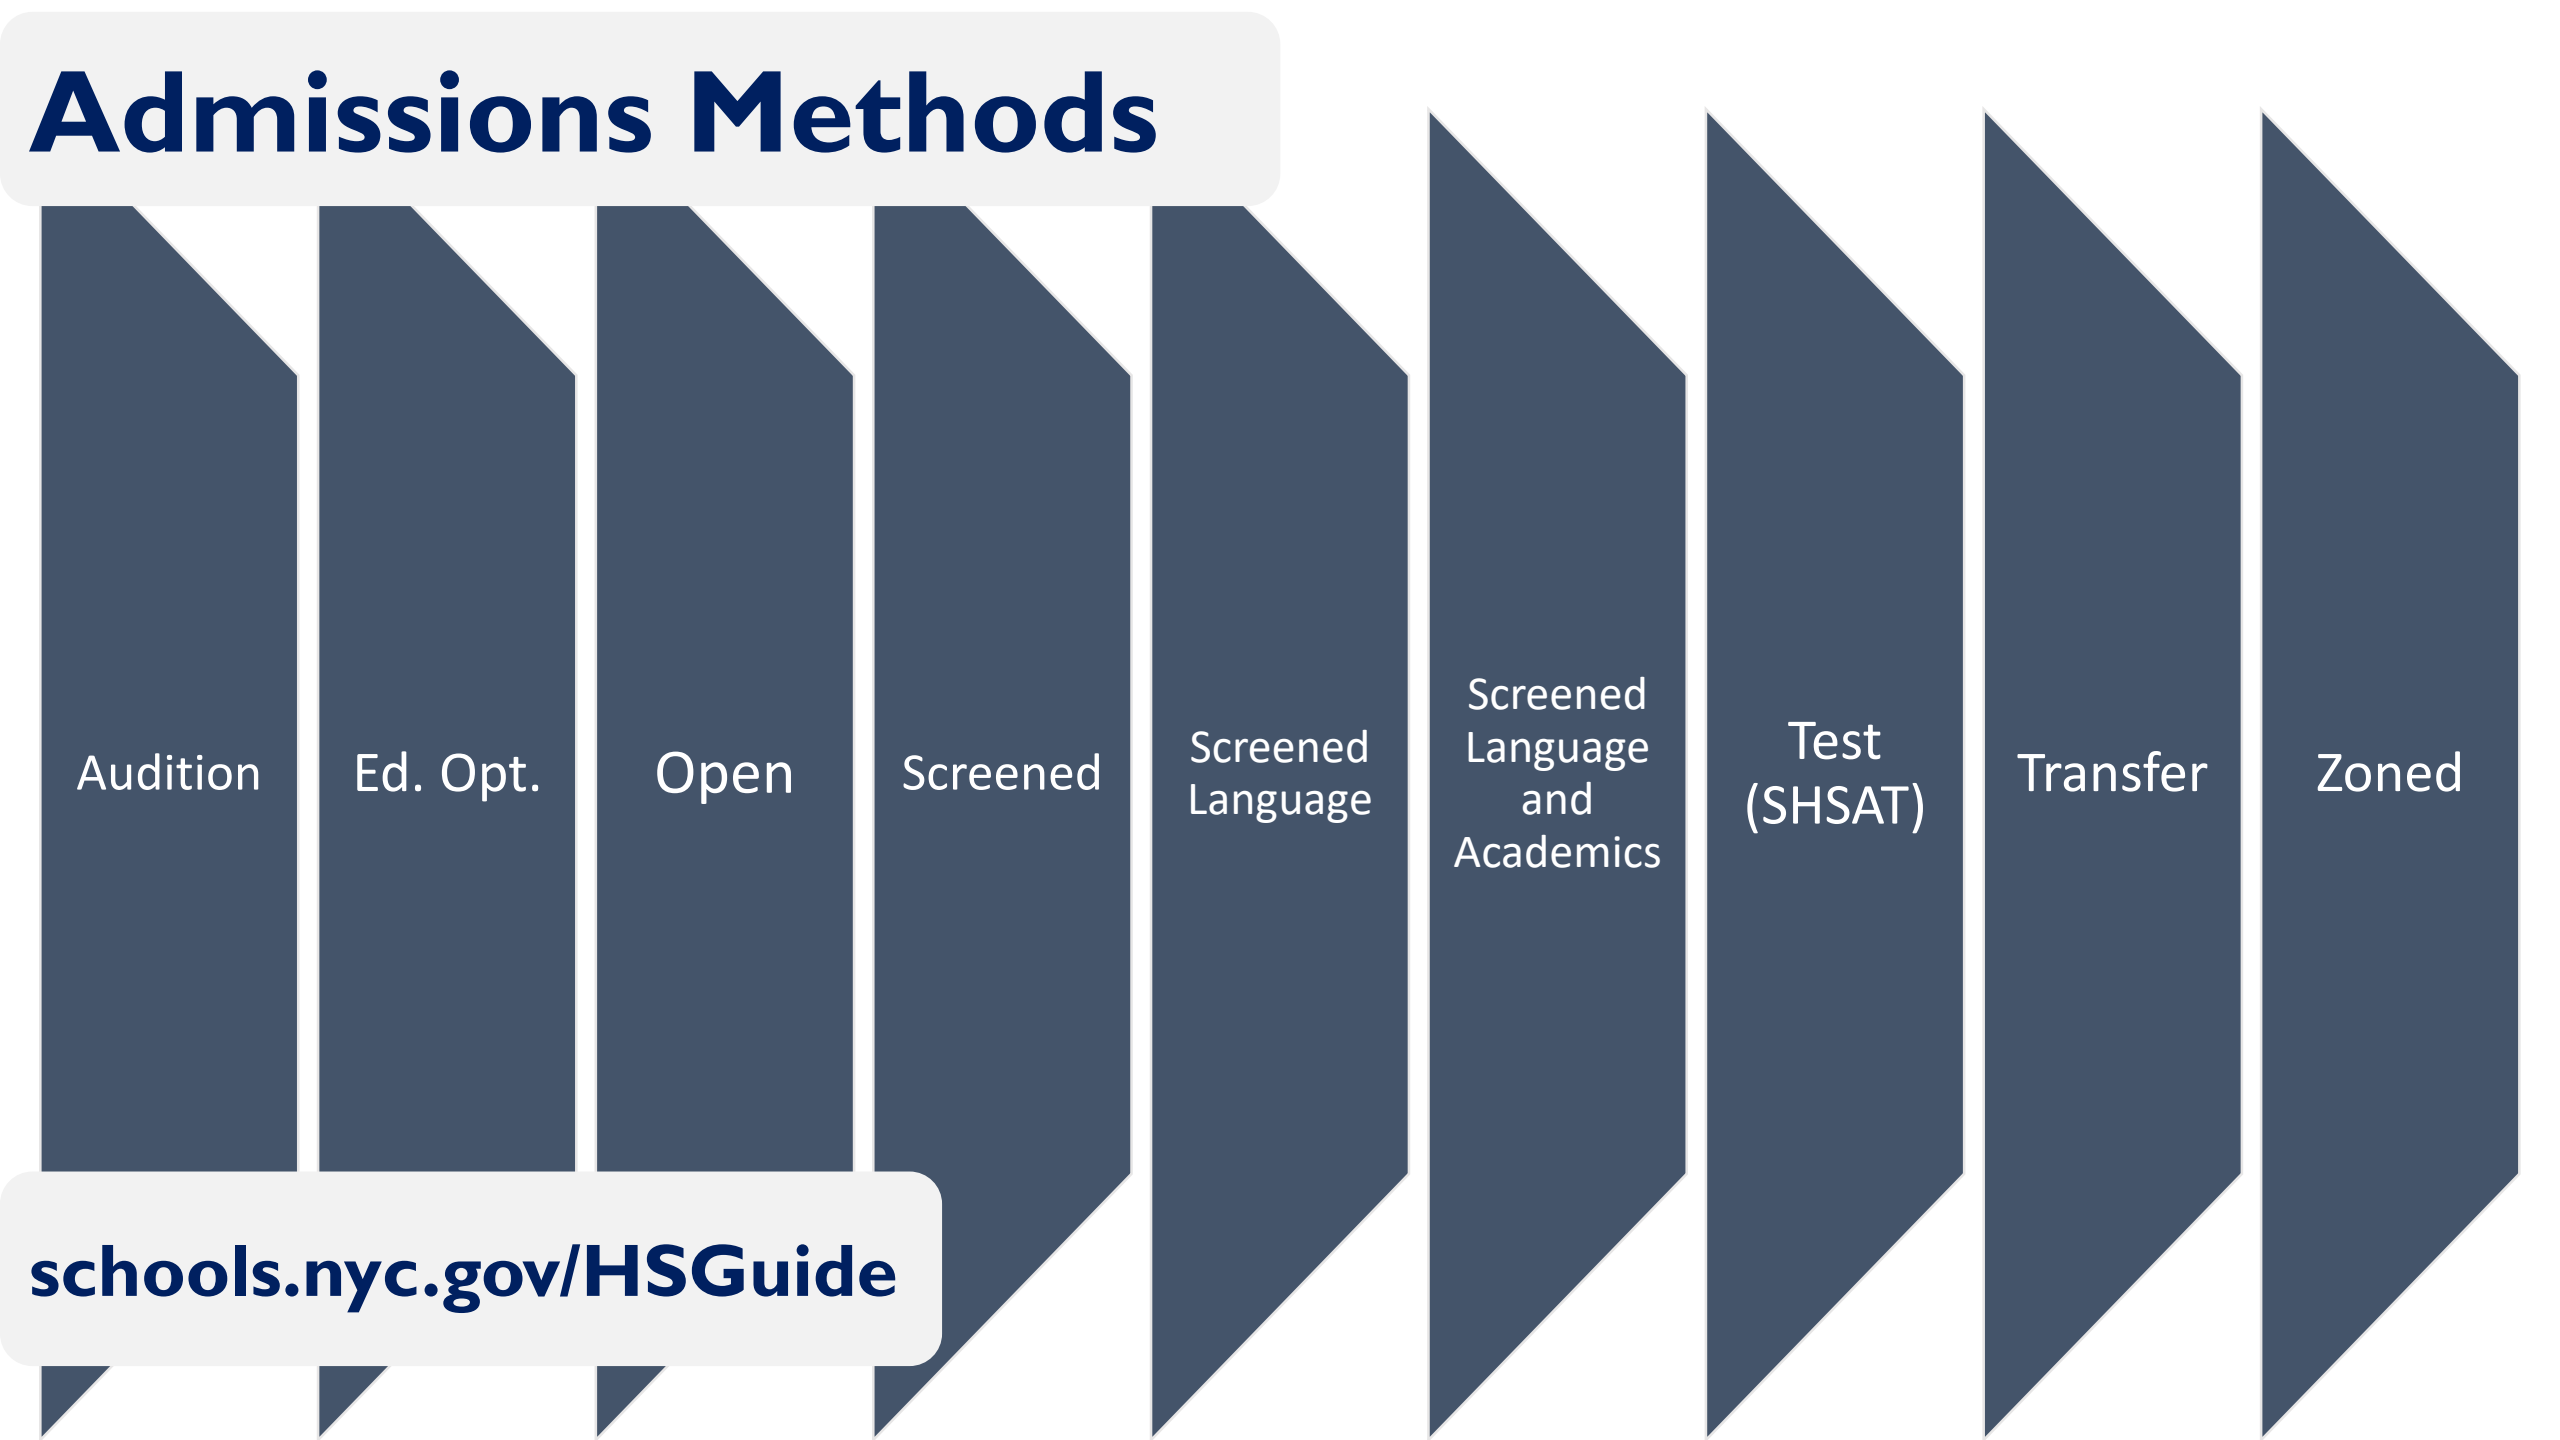 Admissions Methods
Audition
Ed. Opt.
Open
Screened
Screened
Language
Screened
Language
and
Academics
Test
(SHSAT)
Transfer
Zoned
schools.nyc.gov/HSGuide